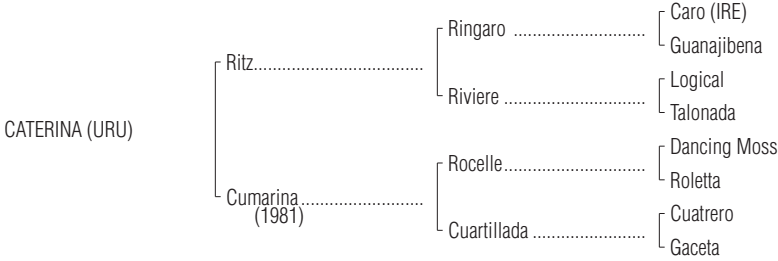 Caro (IRE)
Ringaro ..............................
Guanajibena
Ritz..................................
Logical
Riviere ................................
Talonada
CATERINA (URU)
Dancing Moss
Rocelle................................
Roletta
Cumarina.........................
(1981)
Cuatrero
Cuartillada .........................
Gaceta